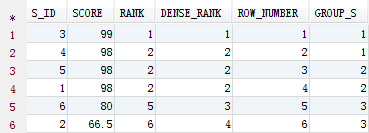 * S_ID SCORE RANK DENSE_RANK ROW_NUMBER GROUP_S
1 3 99 1 1 1 1
2 4 98 2 2 2 1
3 5 98 2 2 3 2
4 1 98 2 2 4 2
5 6 80 5 3 5 3
6 2 66.5 6 4 6 3